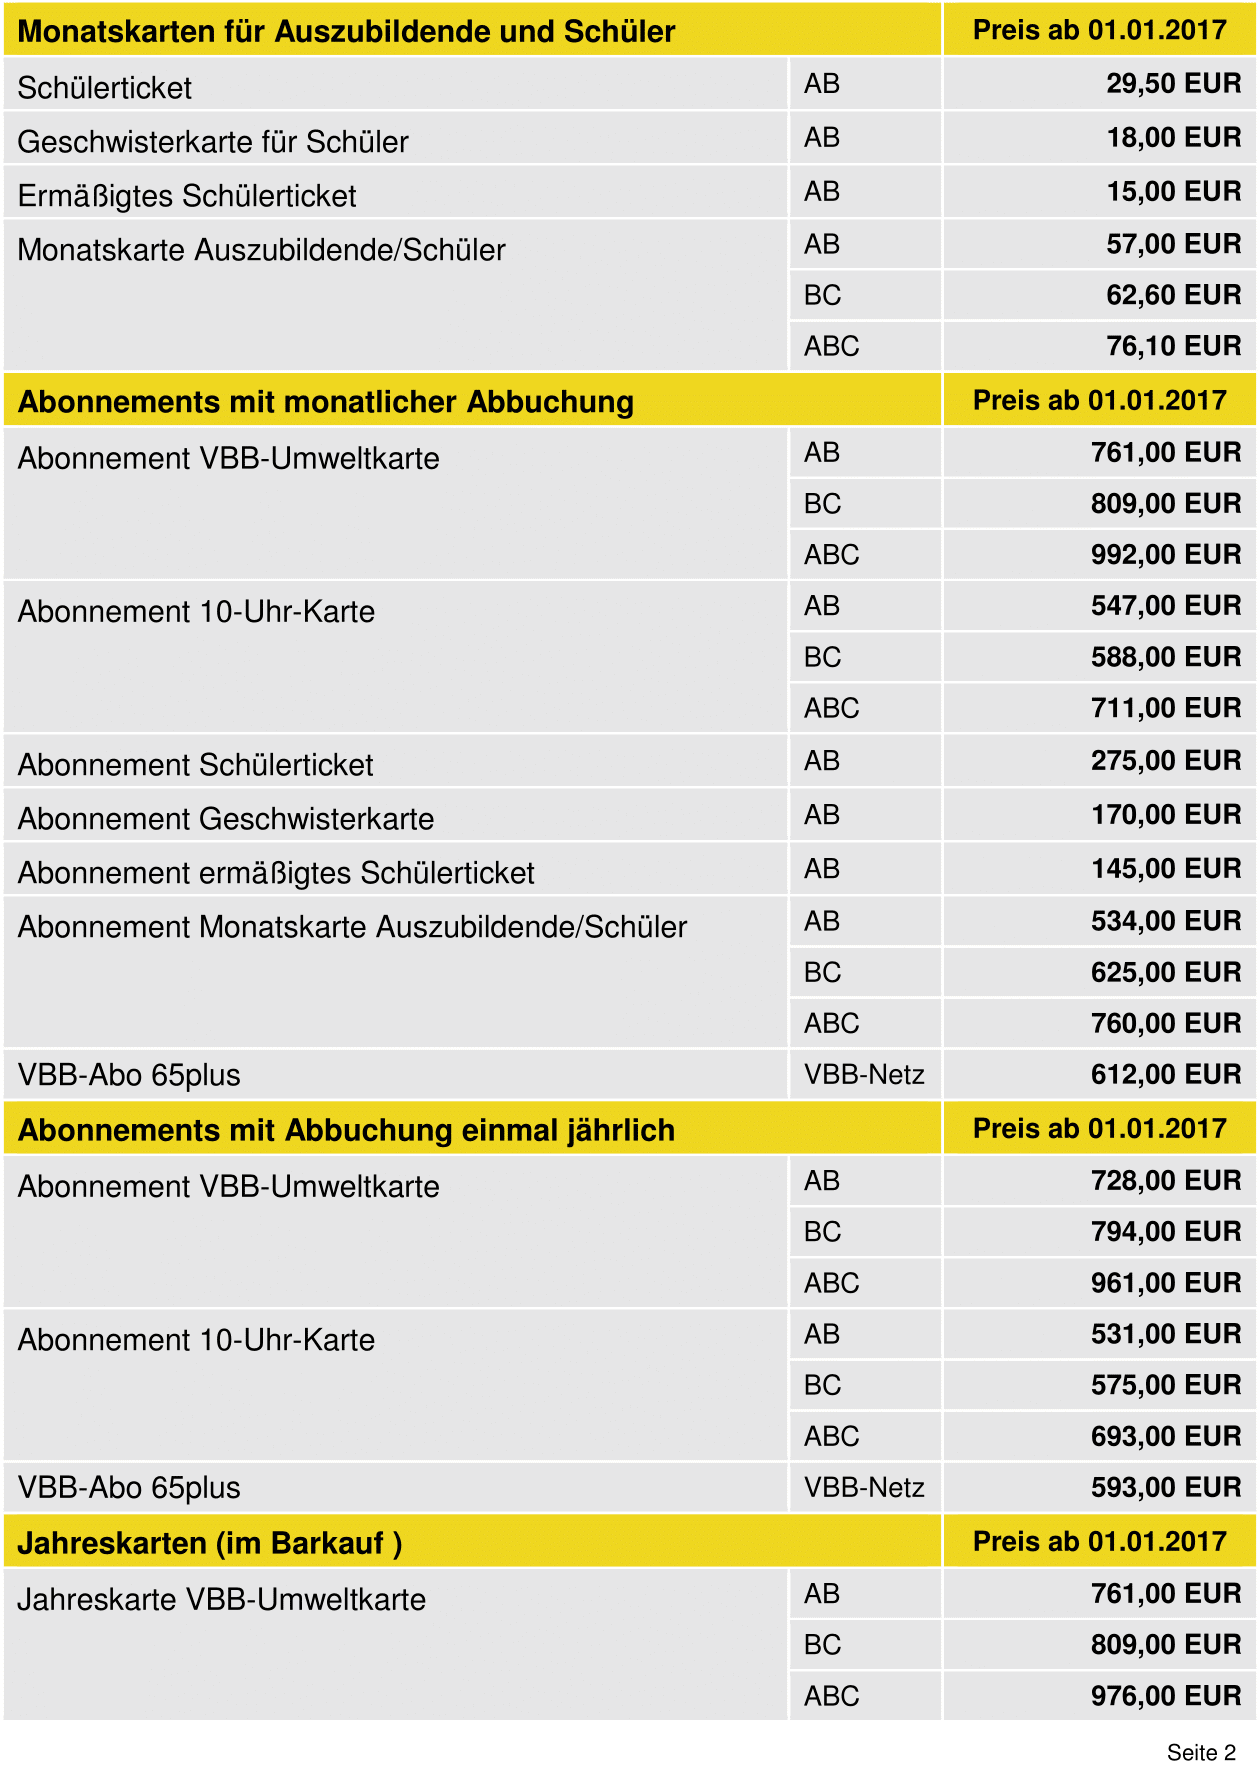 Monatskarten für Auszubildende und Schüler Preis ab 01.01.2017
Schülerticket AB 29,50 EUR
Geschwisterkarte für Schüler AB 18,00 EUR
Ermäßigtes Schülerticket AB 15,00 EUR
Monatskarte Auszubildende/Schüler AB 57,00 EUR
BC 62,60 EUR
ABC 76,10 EUR
Abonnements mit monatlicher Abbuchung Preis ab 01.01.2017
Abonnement VBB-Umweltkarte AB 761,00 EUR
BC 809,00 EUR
ABC 992,00 EUR
Abonnement 10-Uhr-Karte AB 547,00 EUR
BC 588,00 EUR
ABC 711,00 EUR
Abonnement Schülerticket AB 275,00 EUR
Abonnement Geschwisterkarte AB 170,00 EUR
Abonnement ermäßigtes Schülerticket AB 145,00 EUR
Abonnement Monatskarte Auszubildende/Schüler AB 534,00 EUR
BC 625,00 EUR
ABC 760,00 EUR
VBB-Abo 65plus VBB-Netz 612,00 EUR
Abonnements mit Abbuchung einmal jährlich Preis ab 01.01.2017
Abonnement VBB-Umweltkarte AB 728,00 EUR
BC 794,00 EUR
ABC 961,00 EUR
Abonnement 10-Uhr-Karte AB 531,00 EUR
BC 575,00 EUR
ABC 693,00 EUR
VBB-Abo 65plus VBB-Netz 593,00 EUR
Jahreskarten (im Barkauf ) Preis ab 01.01.2017
Jahreskarte VBB-Umweltkarte AB 761,00 EUR
BC 809,00 EUR
ABC 976,00 EUR
Seite 2